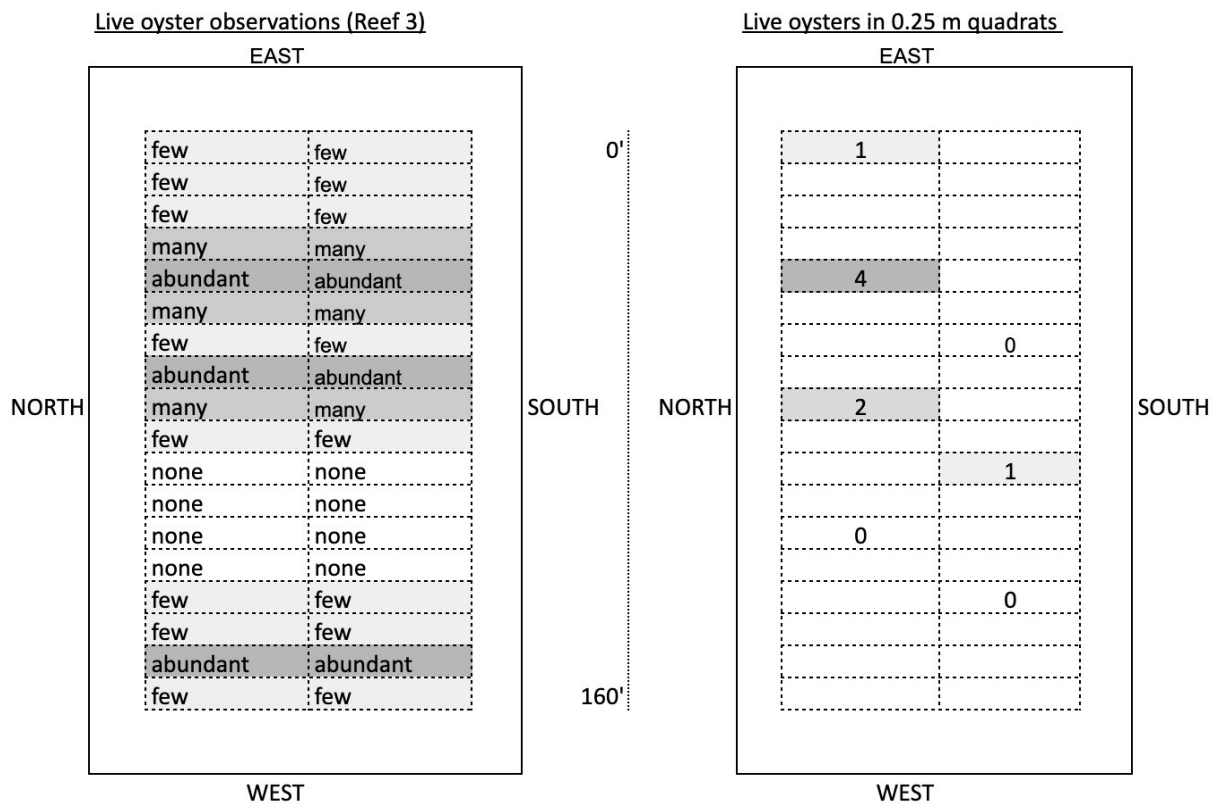 Live oyster observations (Reef 3)
EAST
few few
few few
few few
many many
abundant abundant
many many
few few
abundant abundant
many many
few few
none none
none none
none none
none none
few few
few few
abundant abundant
few few
NORTH
SOUTH
WEST
0'
160'
Live oysters in 0.25 m quadrats
EAST
1
4
0
2
1
0
0
NORTH
SOUTH
WEST